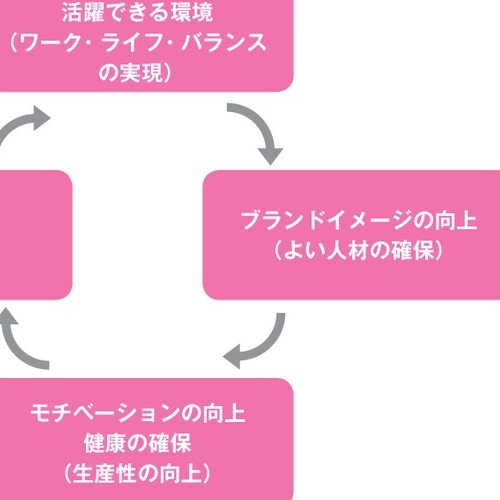 活躍できる環境
（ワーク・ライフ・バランス
の実現）
ブランドイメージの向上
（よい人材の確保）
モチベーションの向上
健康の確保
（生産性の向上）